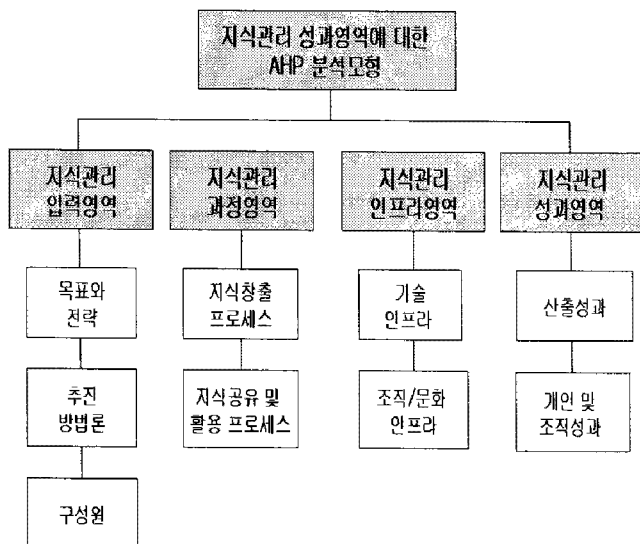 지식관리 성과영역에 대한
AHP 분석모형
지식관리
입력영역
지식관리
과정영역
지식관리
인프라영역
지식관리
성과영역
목표와
전략
지식창출
프로세스
기술
인프라
산출성과
추진
방법론
지식공유 및
활용 프로세스
조직/문화
인프라
개인 및
조직성과
구성원